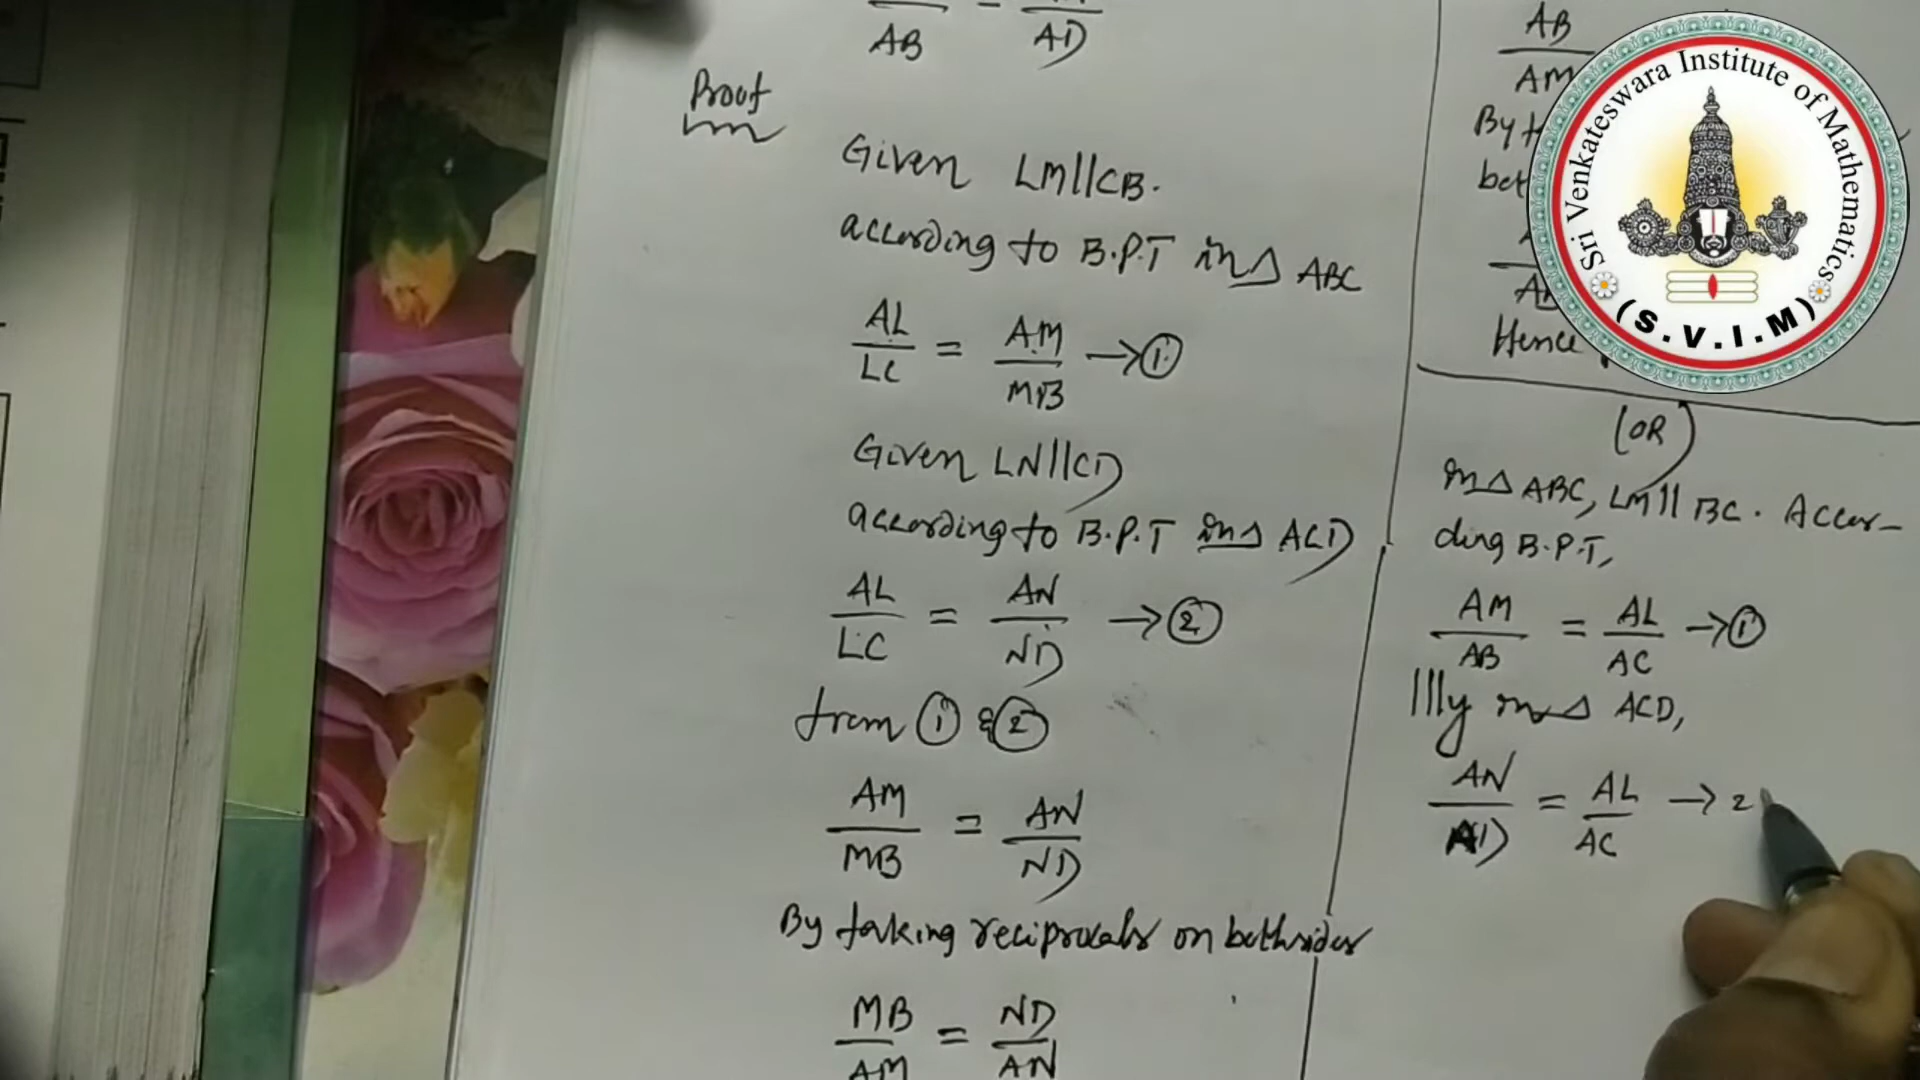 AB = AD
Proof
Given LM||CB.
according to B.P.T in Δ ABC
AL/LC = AM/MB → ①
Given LN||CD
according to B.P.T in Δ ACD
AL/LC = AN/ND → ②
from ① & ②
AM/MB = AN/ND
By taking reciprocals on bothsides
MB/AM = ND/AN
AB
AM
By
Hence
(OR)
in Δ ABC, LM || BC. Accor-
ding B.P.T,
AM/AB = AL/AC → ①
|||ly in Δ ACD,
AN/AD = AL/AC → 2
Sri Venkateswara Institute of Mathematics
(S.V.I.M)